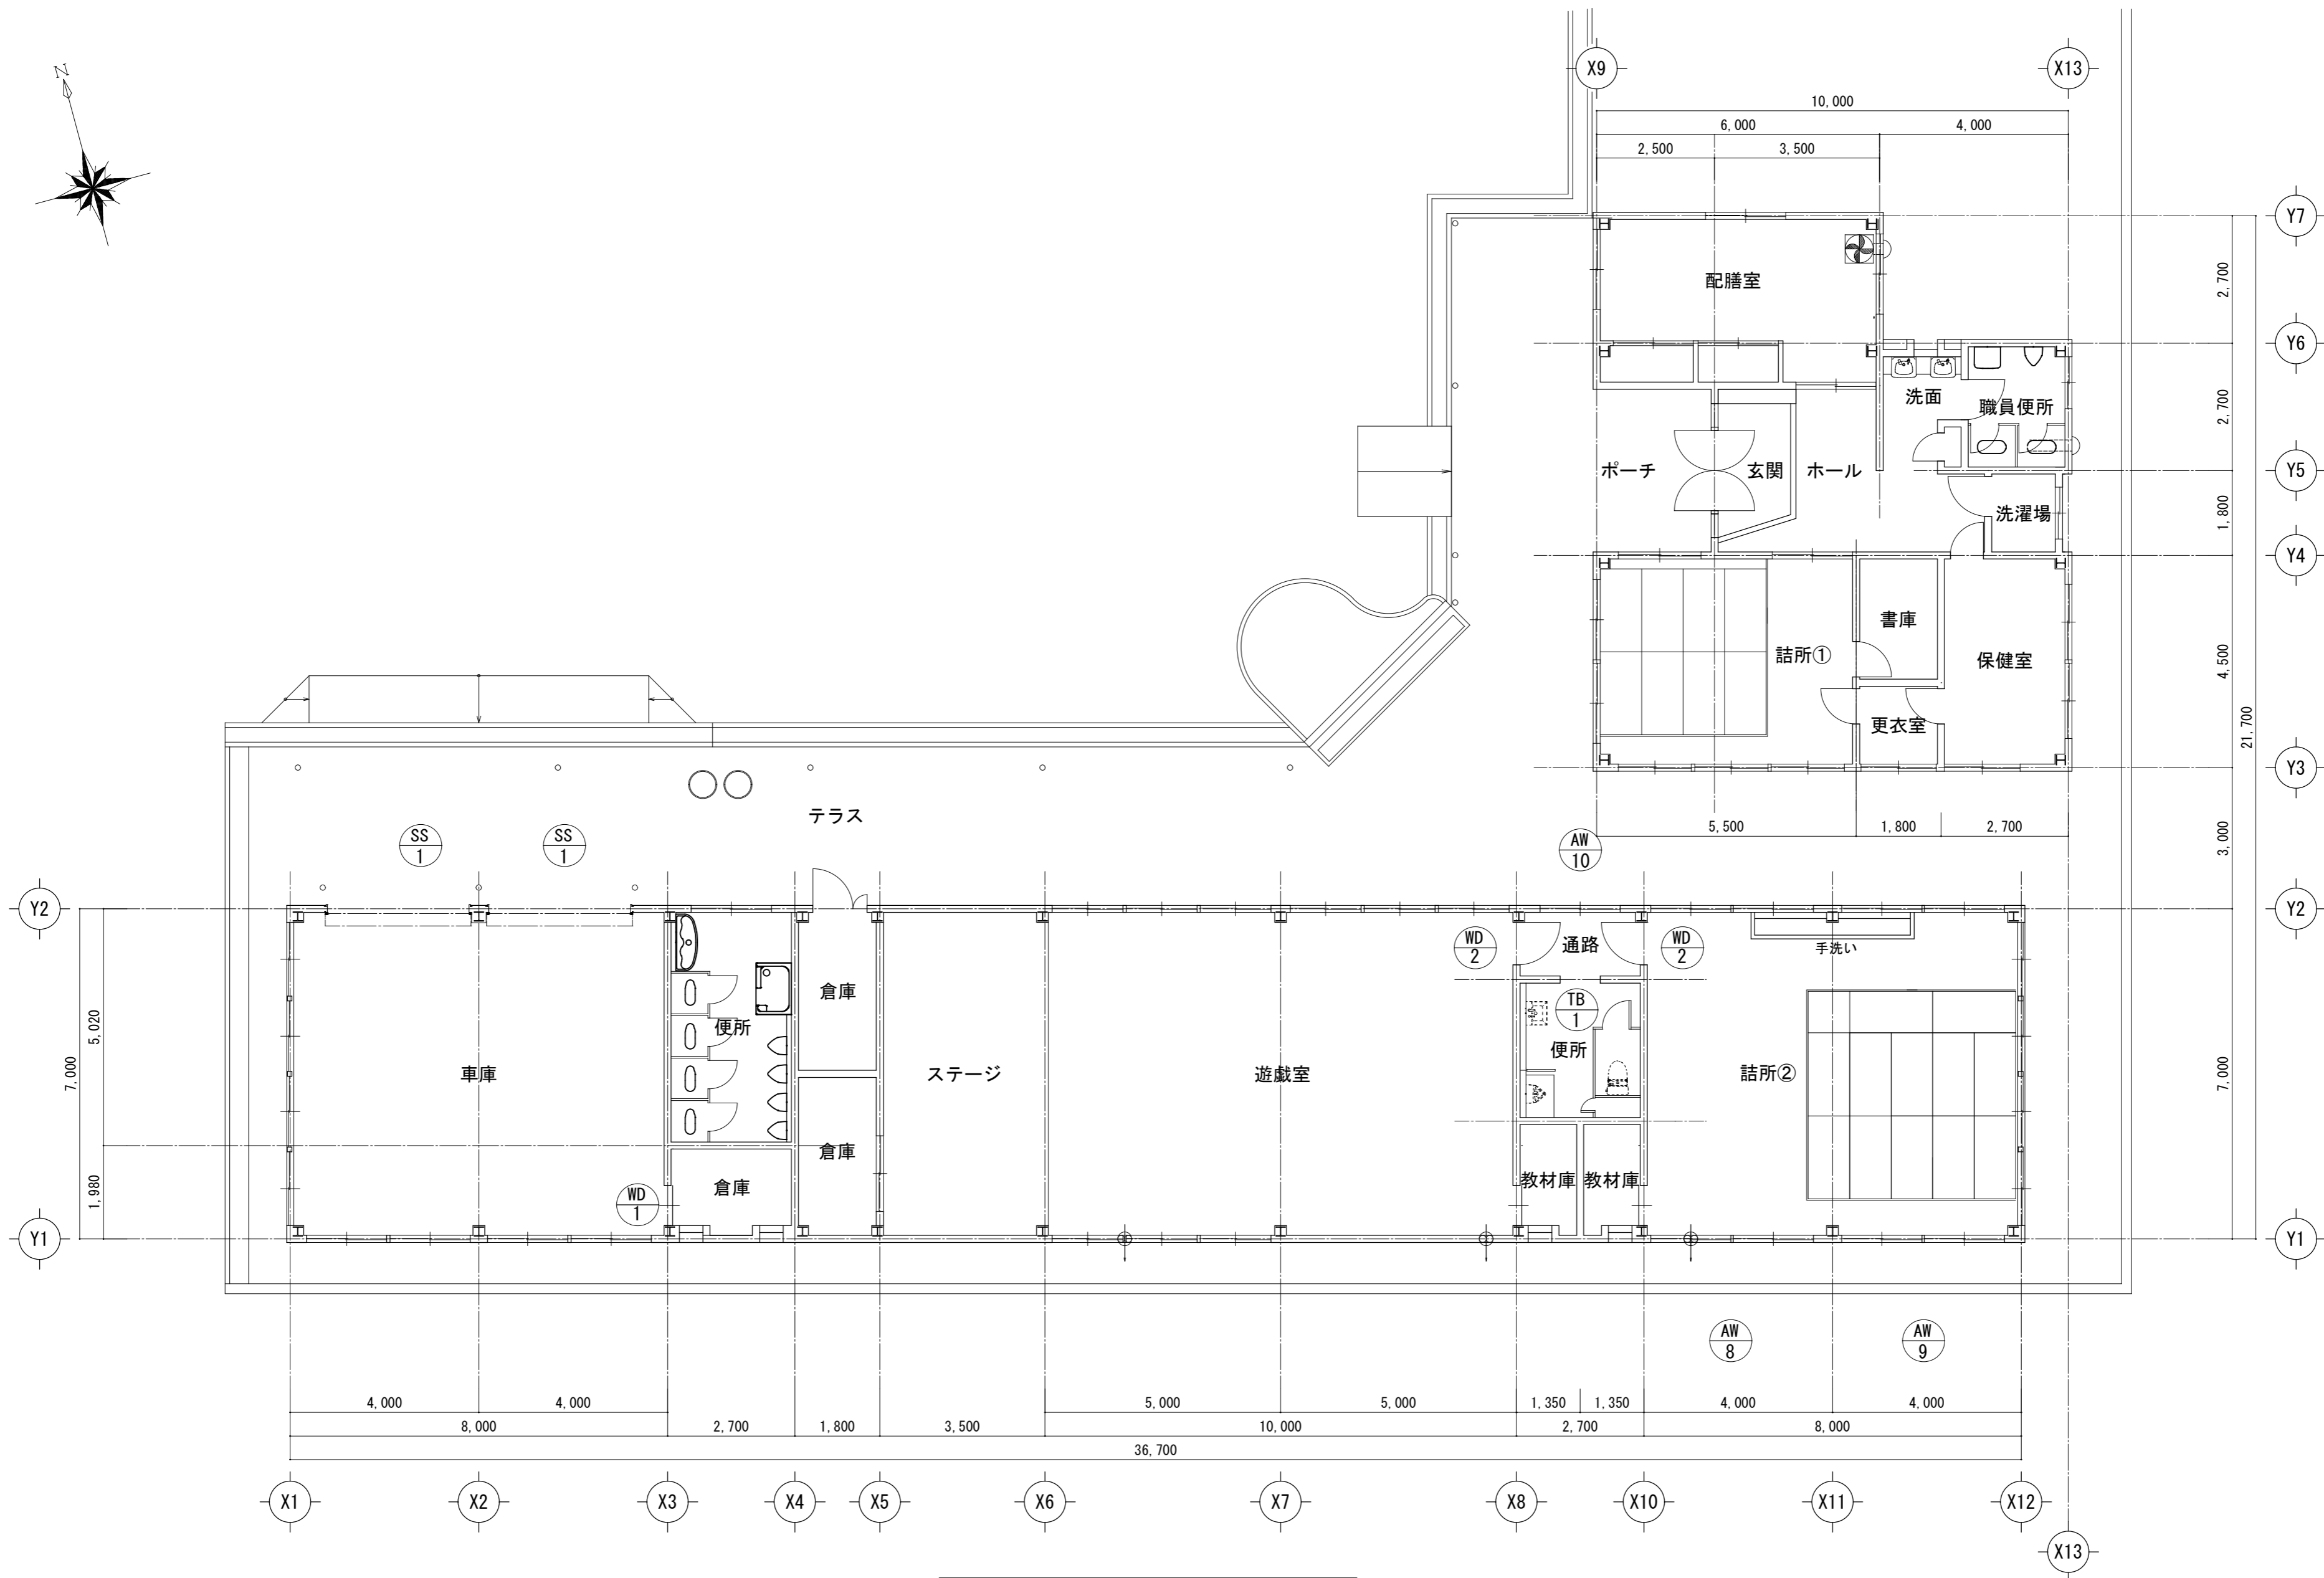 N
X9
X13
10,000
6,000
4,000
2,500
3,500
Y7
配膳室
2,700
Y6
洗面
職員便所
2,700
ポーチ
玄関
ホール
Y5
洗濯場
1,800
Y4
書庫
詰所①
保健室
4,500
更衣室
21,700
Y3
テラス
5,500
1,800
2,700
3,000
SS
1
SS
1
AW
10
Y2
Y2
WD
2
通路
WD
2
手洗い
倉庫
TB
1
便所
5,020
便所
車庫
ステージ
遊戯室
詰所②
7,000
7,000
倉庫
倉庫
教材庫
教材庫
1,980
WD
1
Y1
Y1
AW
8
AW
9
4,000
4,000
5,000
5,000
1,350
1,350
4,000
4,000
8,000
2,700
1,800
3,500
10,000
2,700
8,000
36,700
X1
X2
X3
X4
X5
X6
X7
X8
X10
X11
X12
X13